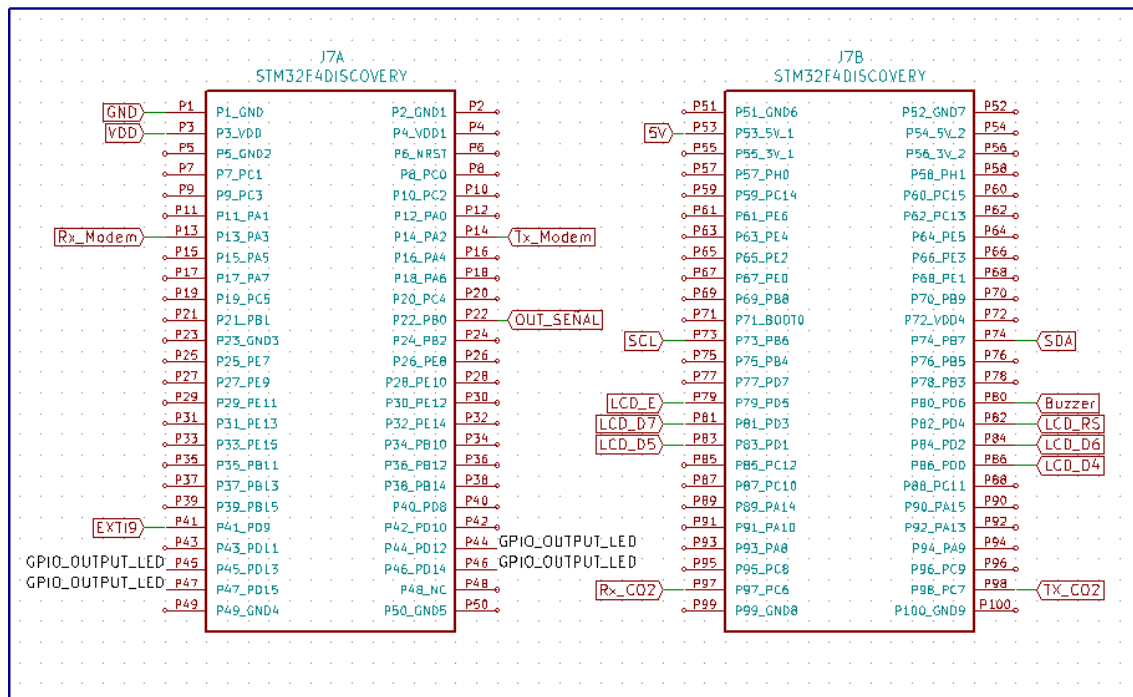 J7A
STM32F4DISCOVERY
GND P1 P1_GND P2_GND1 P2
VDD P3 P3_VDD P4_VDD1 P4
P5 P5_GND2 P6_NRST P6
P7 P7_PC1 P8_PC0 P8
P9 P9_PC3 P10_PC2 P10
P11 P11_PA1 P12_PA0 P12
Rx_Modem P13 P13_PA3 P14_PA2 P14 Tx_Modem
P15 P15_PA5 P16_PA4 P16
P17 P17_PA7 P18_PA6 P18
P19 P19_PC5 P20_PC4 P20
P21 P21_PB1 P22_PB0 P22 OUT_SEÑAL
P23 P23_GND3 P24_PB2 P24
P25 P25_PE7 P26_PE8 P26
P27 P27_PE9 P28_PE10 P28
P29 P29_PE11 P30_PE12 P30
P31 P31_PE13 P32_PE14 P32
P33 P33_PE15 P34_PB10 P34
P35 P35_PB11 P36_PB12 P36
P37 P37_PB13 P38_PB14 P38
P39 P39_PB15 P40_PD8 P40
EXTI9 P41 P41_PD9 P42_PD10 P42
P43 P43_PD11 P44_PD12 P44 GPIO_OUTPUT_LED
GPIO_OUTPUT_LED P45 P45_PD13 P46_PD14 P46 GPIO_OUTPUT_LED
GPIO_OUTPUT_LED P47 P47_PD15 P48_NC P48
P49 P49_GND4 P50_GND5 P50
J7B
STM32F4DISCOVERY
P51 P51_GND6 P52_GND7 P52
5V P53 P53_5V_1 P54_5V_2 P54
P55 P55_3V_1 P56_3V_2 P56
P57 P57_PH0 P58_PH1 P58
P59 P59_PC14 P60_PC15 P60
P61 P61_PE6 P62_PC13 P62
P63 P63_PE4 P64_PE5 P64
P65 P65_PE2 P66_PE3 P66
P67 P67_PE0 P68_PE1 P68
P69 P69_PB8 P70_PB9 P70
P71 P71_BOOT0 P72_VDD4 P72
SCL P73 P73_PB6 P74_PB7 P74 SDA
P75 P75_PB4 P76_PB5 P76
P77 P77_PD7 P78_PB3 P78
LCD_E P79 P79_PD5 P80_PD6 P80 Buzzer
LCD_D7 P81 P81_PD3 P82_PD4 P82 LCD_RS
LCD_D5 P83 P83_PD1 P84_PD2 P84 LCD_D6
P85 P85_PC12 P86_PD0 P86 LCD_D4
P87 P87_PC10 P88_PC11 P88
P89 P89_PA14 P90_PA15 P90
P91 P91_PA10 P92_PA13 P92
P93 P93_PA8 P94_PA9 P94
P95 P95_PC8 P96_PC9 P96
Rx_CO2 P97 P97_PC6 P98_PC7 P98 TX_CO2
P99 P99_GND8 P100_GND9 P100